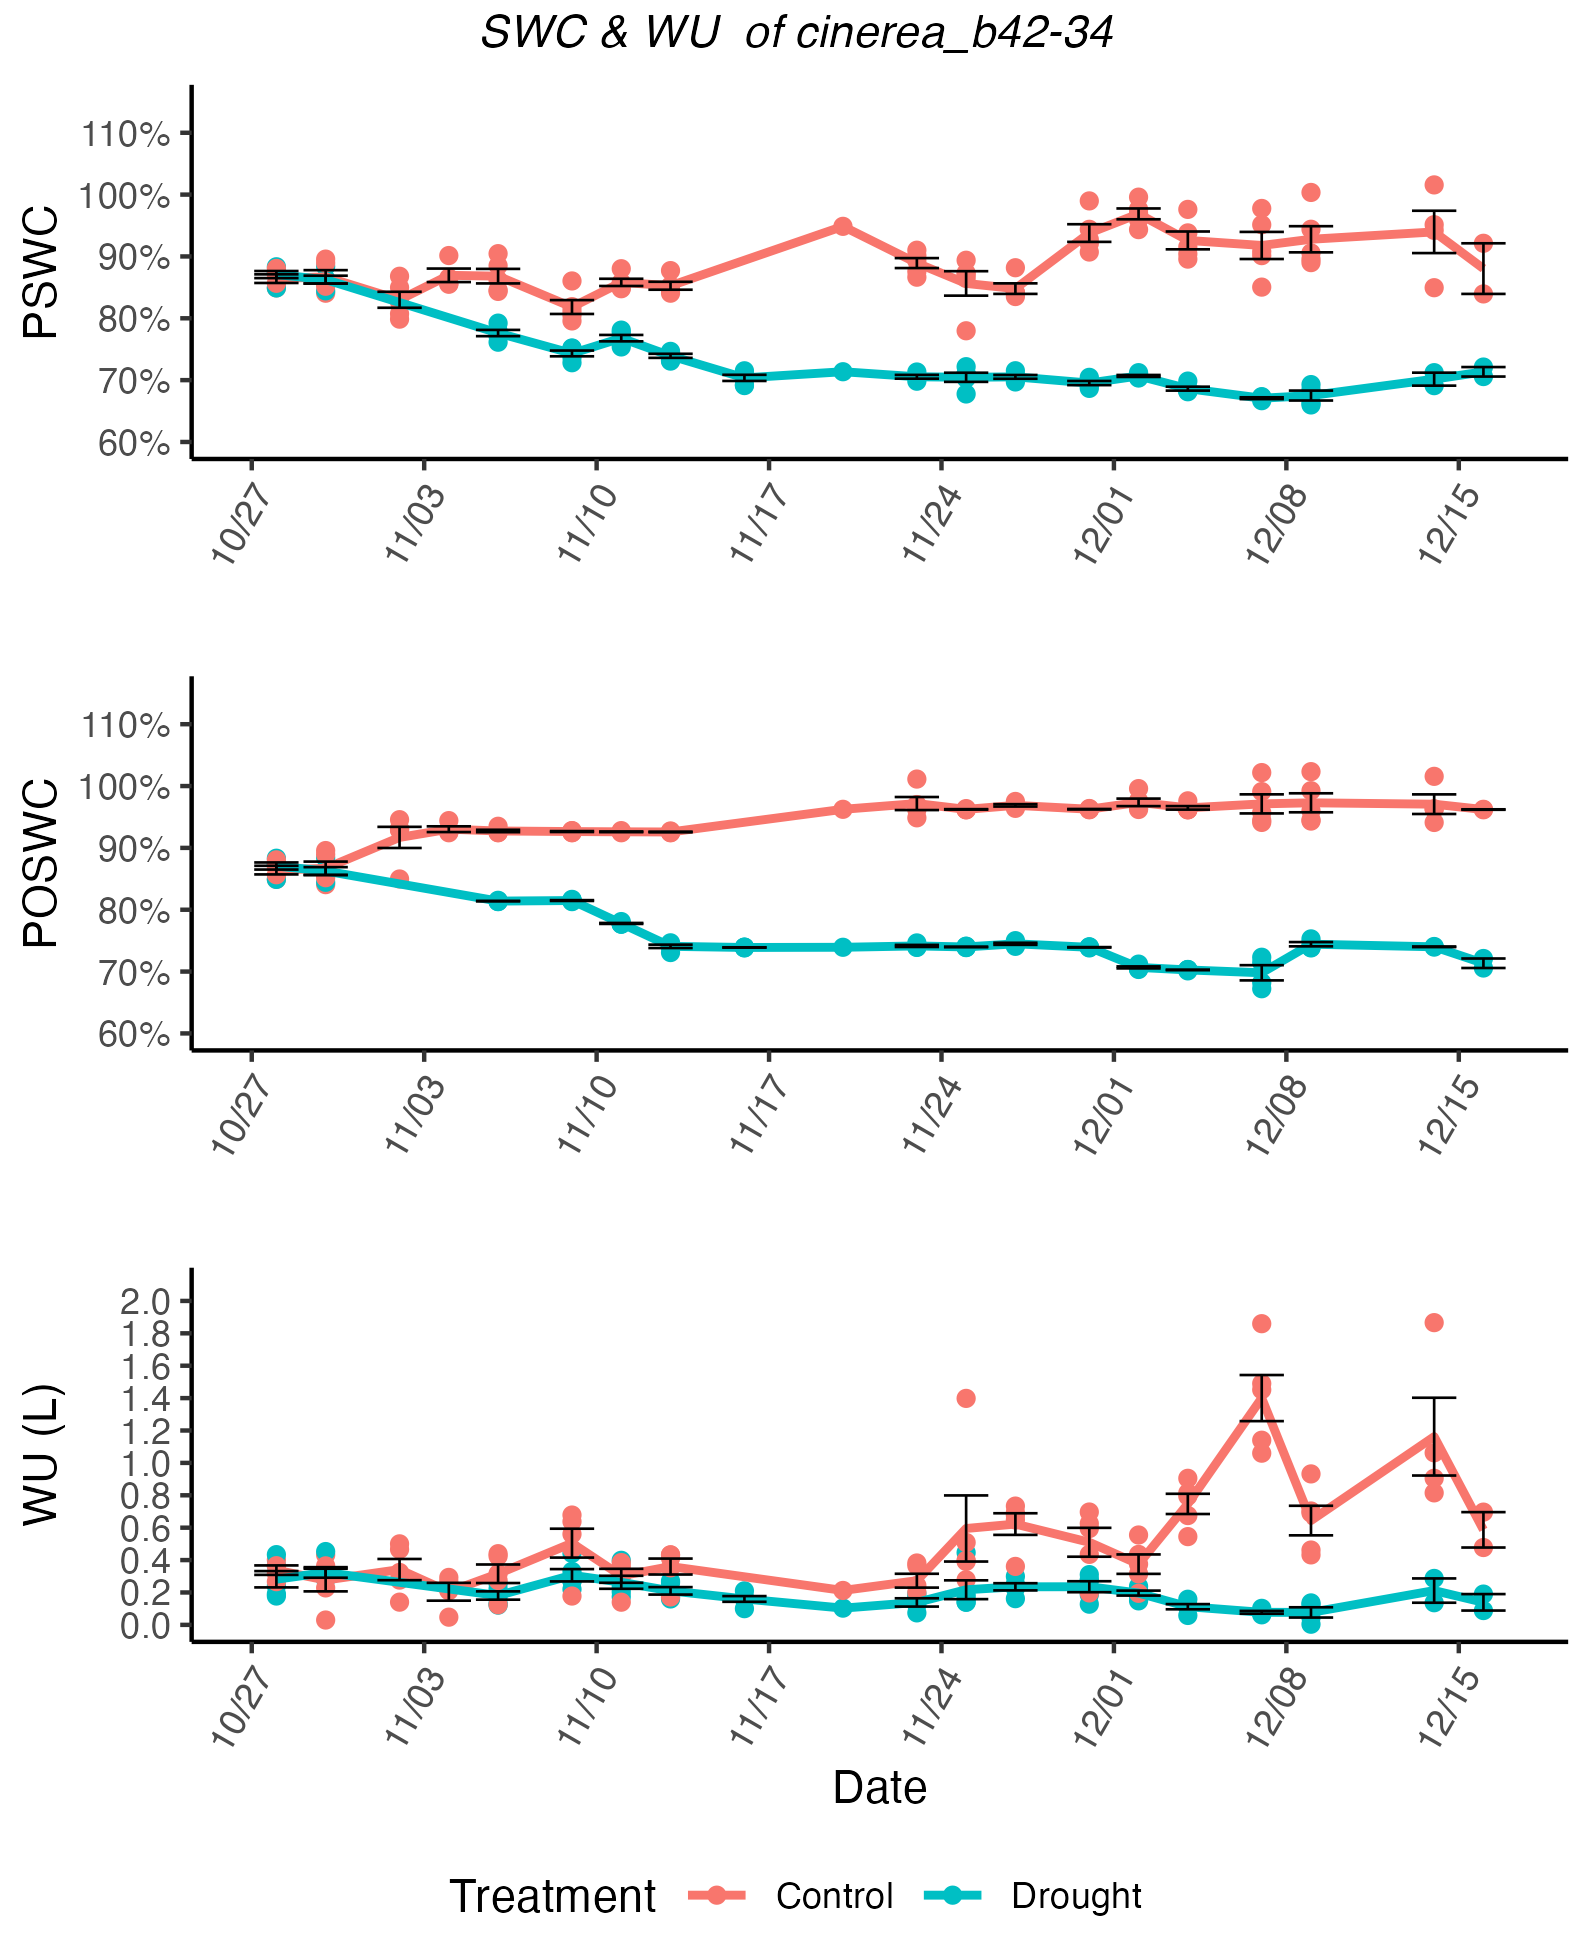 SWC & WU of cinerea_b42-34
PSWC
110%
100%
90%
80%
70%
60%
10/27 11/03 11/10 11/17 11/24 12/01 12/08 12/15
POSWC
110%
100%
90%
80%
70%
60%
10/27 11/03 11/10 11/17 11/24 12/01 12/08 12/15
WU (L)
2.0
1.8
1.6
1.4
1.2
1.0
0.8
0.6
0.4
0.2
0.0
10/27 11/03 11/10 11/17 11/24 12/01 12/08 12/15
Date
Treatment Control Drought